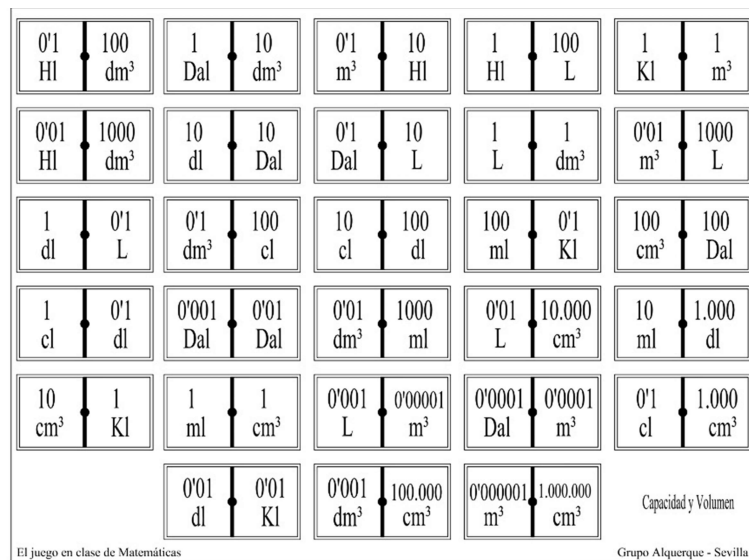 0'1 100 1 10 0'1 10 1 100 1 1
Hl dm³ Dal dm³ m³ Hl Hl L Kl m³
0'01 1000 10 10 0'1 10 1 1 0'01 1000
Hl dm³ dl Dal Dal L L dm³ m³ L
1 0'1 0'1 100 10 100 100 0'1 100 100
dl L dm³ cl cl dl ml Kl cm³ Dal
1 0'1 0'001 0'01 0'01 1000 0'01 10.000 10 1.000
cl dl Dal Dal dm³ ml L cm³ ml dl
10 1 1 1 0'001 0'00001 0'0001 0'0001 0'1 1.000
cm³ Kl ml cm³ L m³ Dal m³ cl cm³
0'01 0'01 0'001 100.000 0'000001 1.000.000
dl Kl dm³ cm³ m³ cm³
Capacidad y Volumen
El juego en clase de Matemáticas
Grupo Alquerque - Sevilla